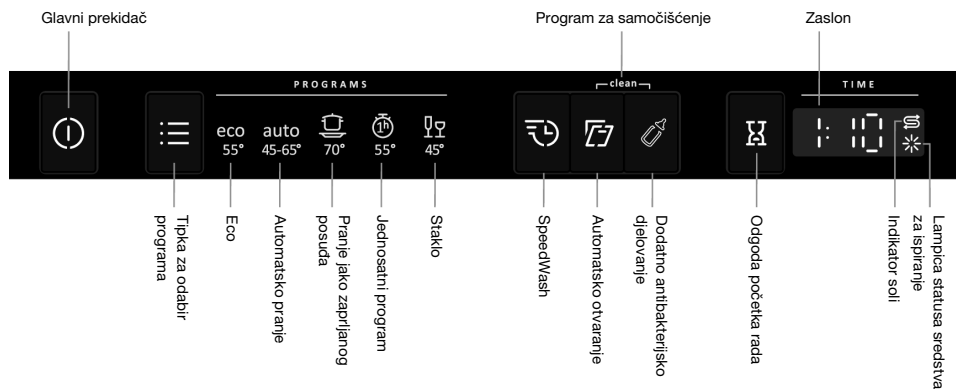 Glavni prekidač
Program za samočišćenje
Zaslon
PROGRAMS
clean
TIME
eco
55°
auto
45-65°
70°
1h
55°
45°
1:10
Tipka za odabir
programa
Eco
Automatsko pranje
Pranje jako zaprljanog
posuđa
Jednosatni program
Staklo
SpeedWash
Automatsko otvaranje
Dodatno antibakterijsko
djelovanje
Odgoda početka rada
Indikator soli
Lampica statusa sredstva
za ispiranje